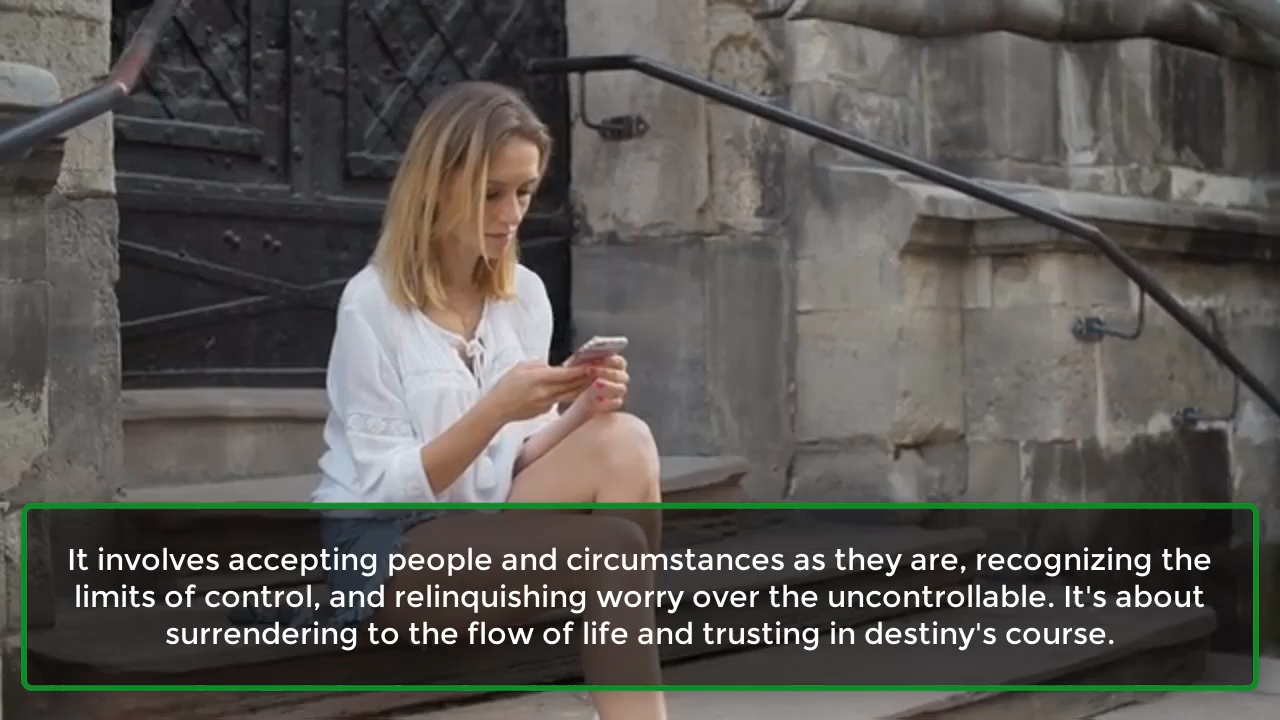 It involves accepting people and circumstances as they are, recognizing the
limits of control, and relinquishing worry over the uncontrollable. It's about
surrendering to the flow of life and trusting in destiny's course.